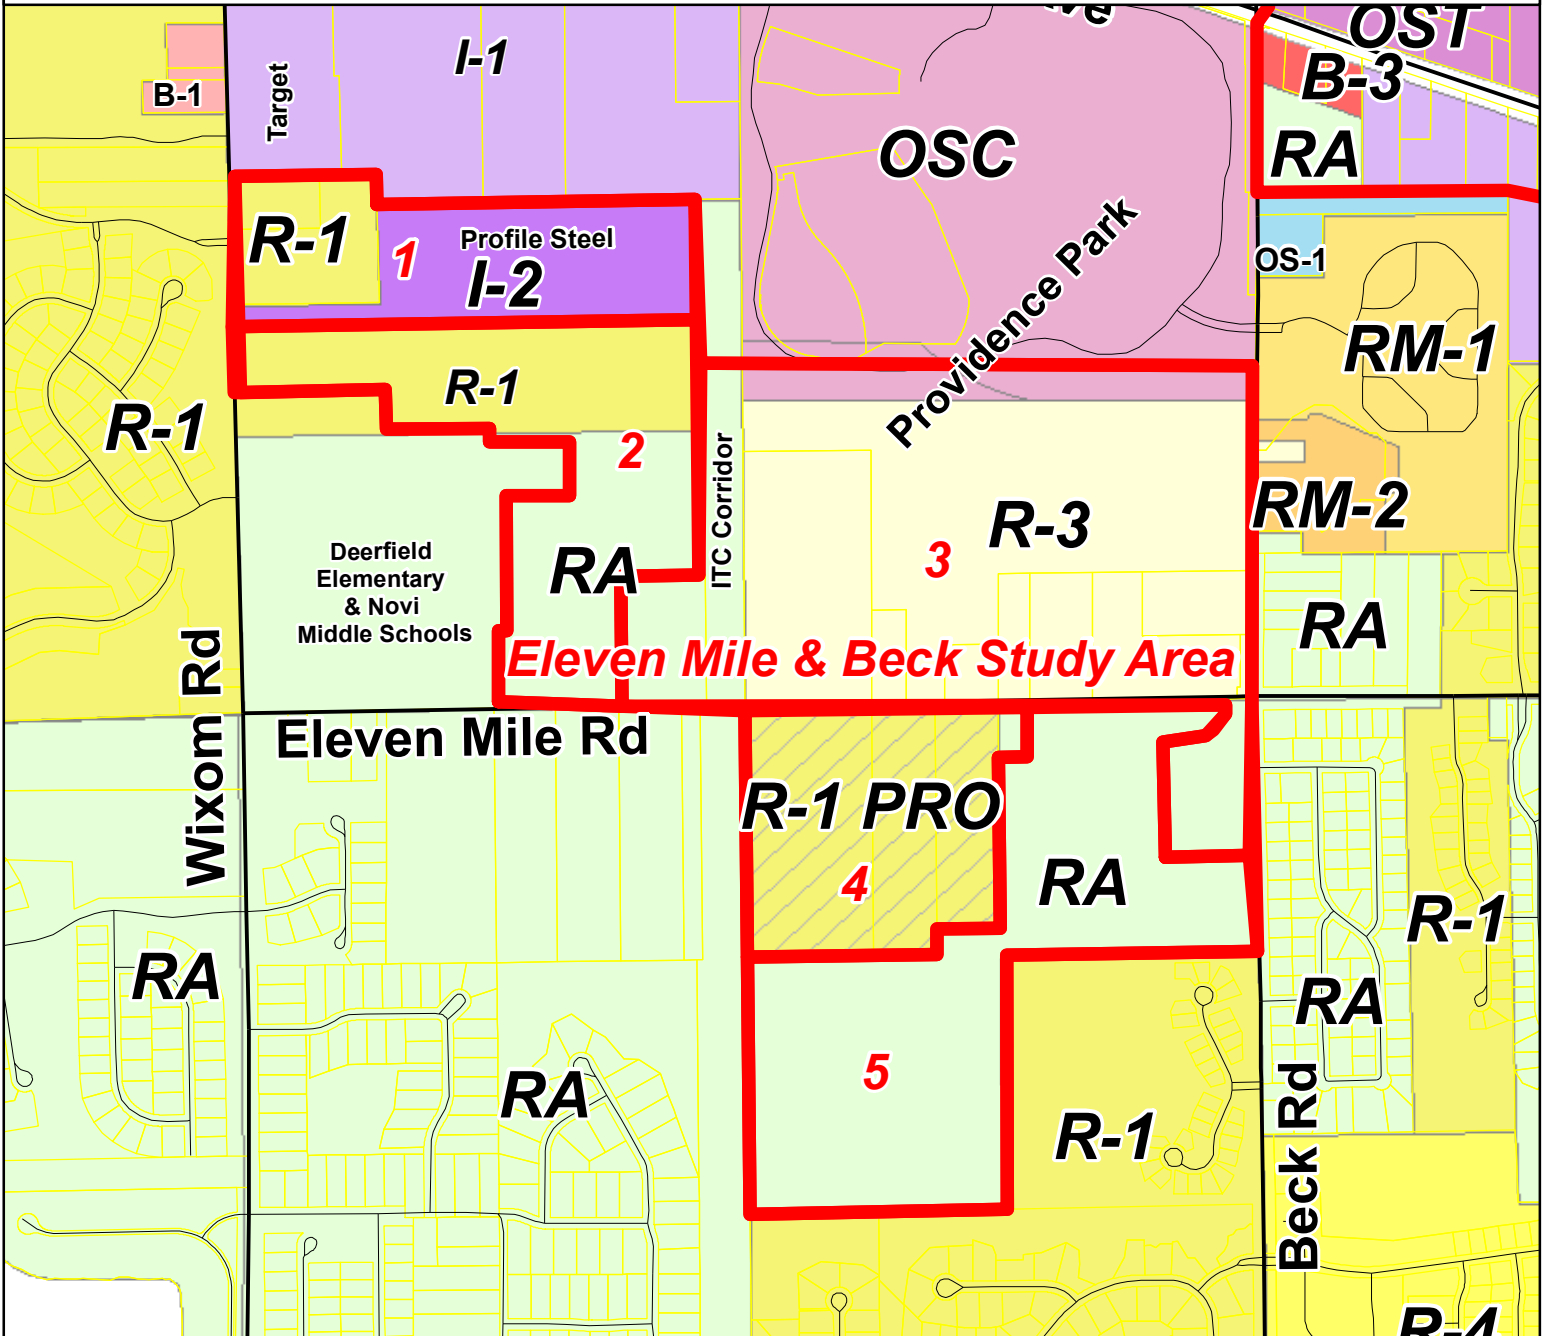 ve
OST
I-1
B-3
B-1
Target
OSC
RA
R-1
1
Profile Steel
I-2
OS-1
Providence Park
RM-1
R-1
R-1
2
ITC Corridor
RM-2
R-3
3
Deerfield
Elementary
& Novi
Middle Schools
RA
RA
Eleven Mile & Beck Study Area
Wixom Rd
Eleven Mile Rd
R-1 PRO
4
RA
R-1
RA
RA
5
RA
R-1
Beck Rd
R-4